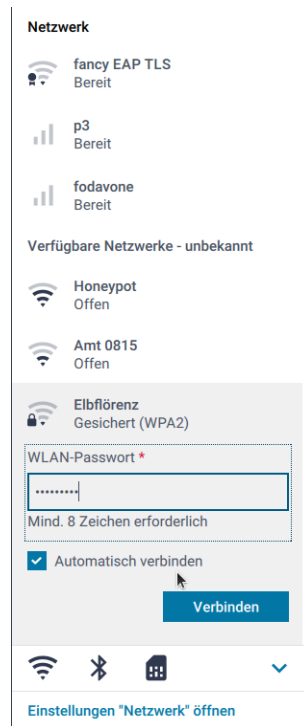 Netzwerk
fancy EAP TLS
Bereit
p3
Bereit
fodavone
Bereit
Verfügbare Netzwerke - unbekannt
Honeypot
Offen
Amt 0815
Offen
Elbflörenz
Gesichert (WPA2)
WLAN-Passwort *
•••••••••
Mind. 8 Zeichen erforderlich
Automatisch verbinden
Verbinden
Einstellungen "Netzwerk" öffnen